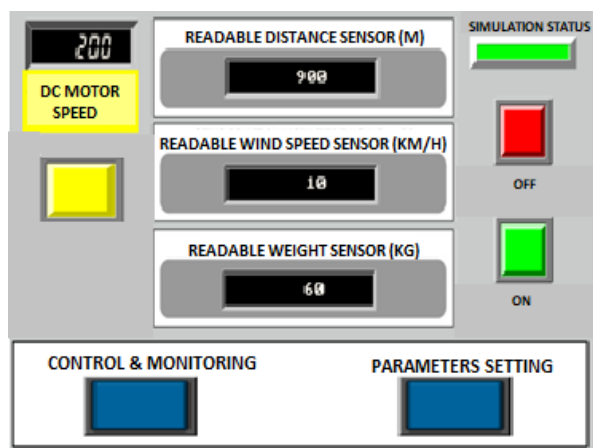 200
DC MOTOR
SPEED
READABLE DISTANCE SENSOR (M)
900
READABLE WIND SPEED SENSOR (KM/H)
10
READABLE WEIGHT SENSOR (KG)
60
SIMULATION STATUS
OFF
ON
CONTROL & MONITORING
PARAMETERS SETTING